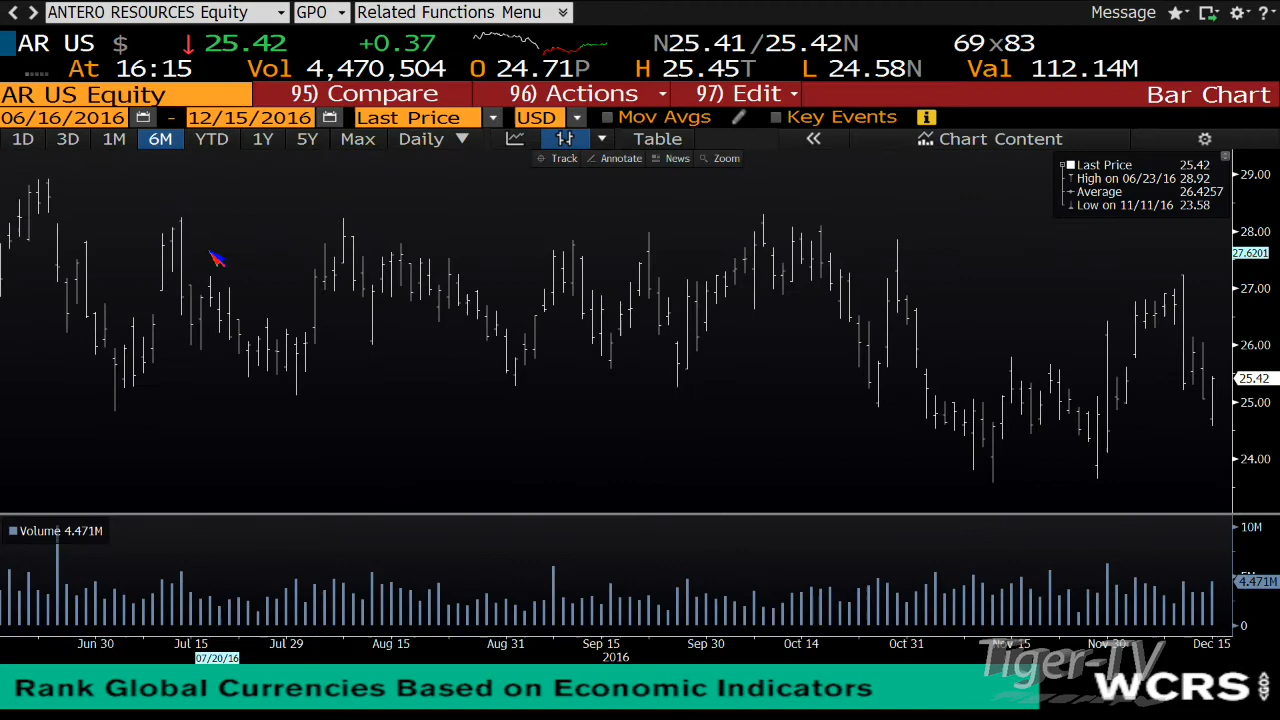 ANTERO RESOURCES Equity GPO Related Functions Menu Message ?
AR US $ 25.42 +0.37 N25.41/25.42N 69x83
At 16:15 Vol 4,470,504 O 24.71P H 25.45T L 24.58N Val 112.14M
AR US Equity 95) Compare 96) Actions 97) Edit Bar Chart
06/16/2016 - 12/15/2016 Last Price USD Mov Avgs Key Events i
1D 3D 1M 6M YTD 1Y 5Y Max Daily Table « Chart Content
Track Annotate News Zoom
Last Price 25.42
High on 06/23/16 28.92
Average 26.4257
Low on 11/11/16 23.58
29.00
28.00
27.6201
27.00
26.00
25.42
25.00
24.00
Volume 4.471M
10M
5M
4.471M
0
Jun 30 Jul 15 Jul 29 Aug 15 Aug 31 Sep 15 Sep 30 Oct 14 Oct 31 Nov 15 Nov 30 Dec 15
07/20/16 2016
Tiger-TV
Rank Global Currencies Based on Economic Indicators WCRS